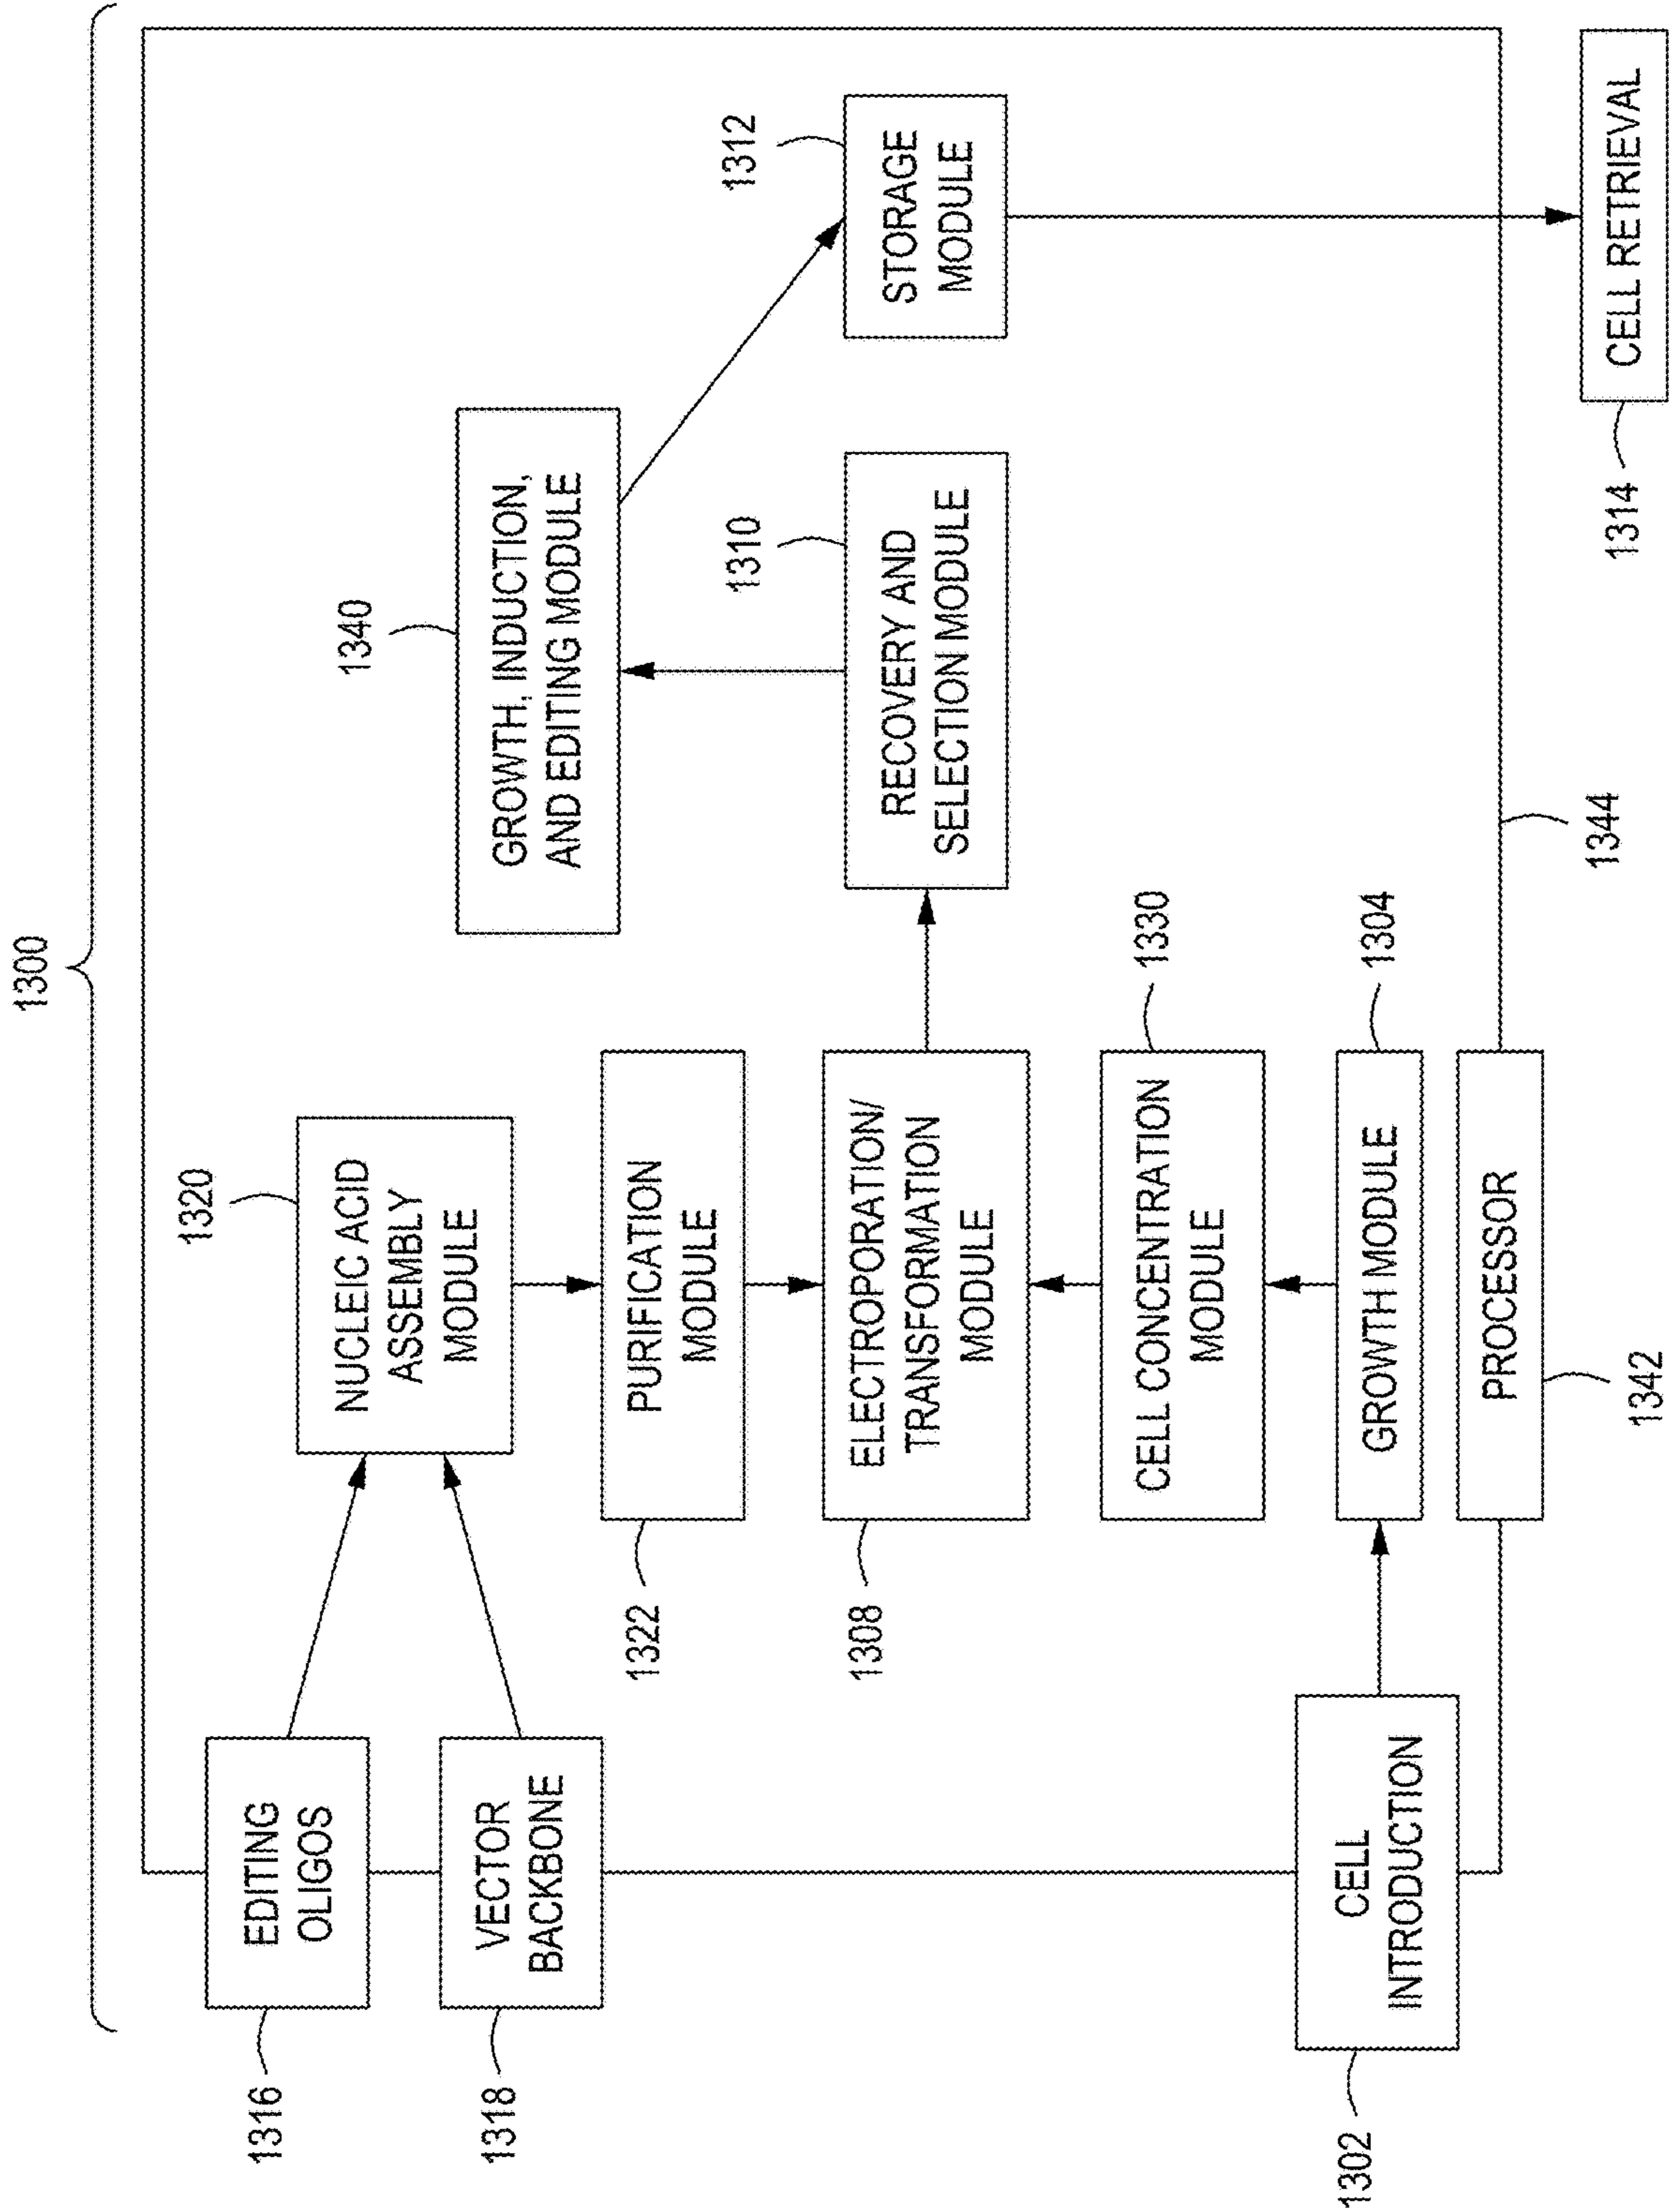 1300
1316
EDITING
OLIGOS
1318
VECTOR
BACKBONE
1320
NUCLEIC ACID
ASSEMBLY
MODULE
1322
PURIFICATION
MODULE
1308
ELECTROPORATION/
TRANSFORMATION
MODULE
1330
CELL CONCENTRATION
MODULE
1302
CELL
INTRODUCTION
1304
GROWTH MODULE
1342
PROCESSOR
1344
1340
GROWTH, INDUCTION,
AND EDITING MODULE
1310
RECOVERY AND
SELECTION MODULE
1312
STORAGE
MODULE
1314
CELL RETRIEVAL